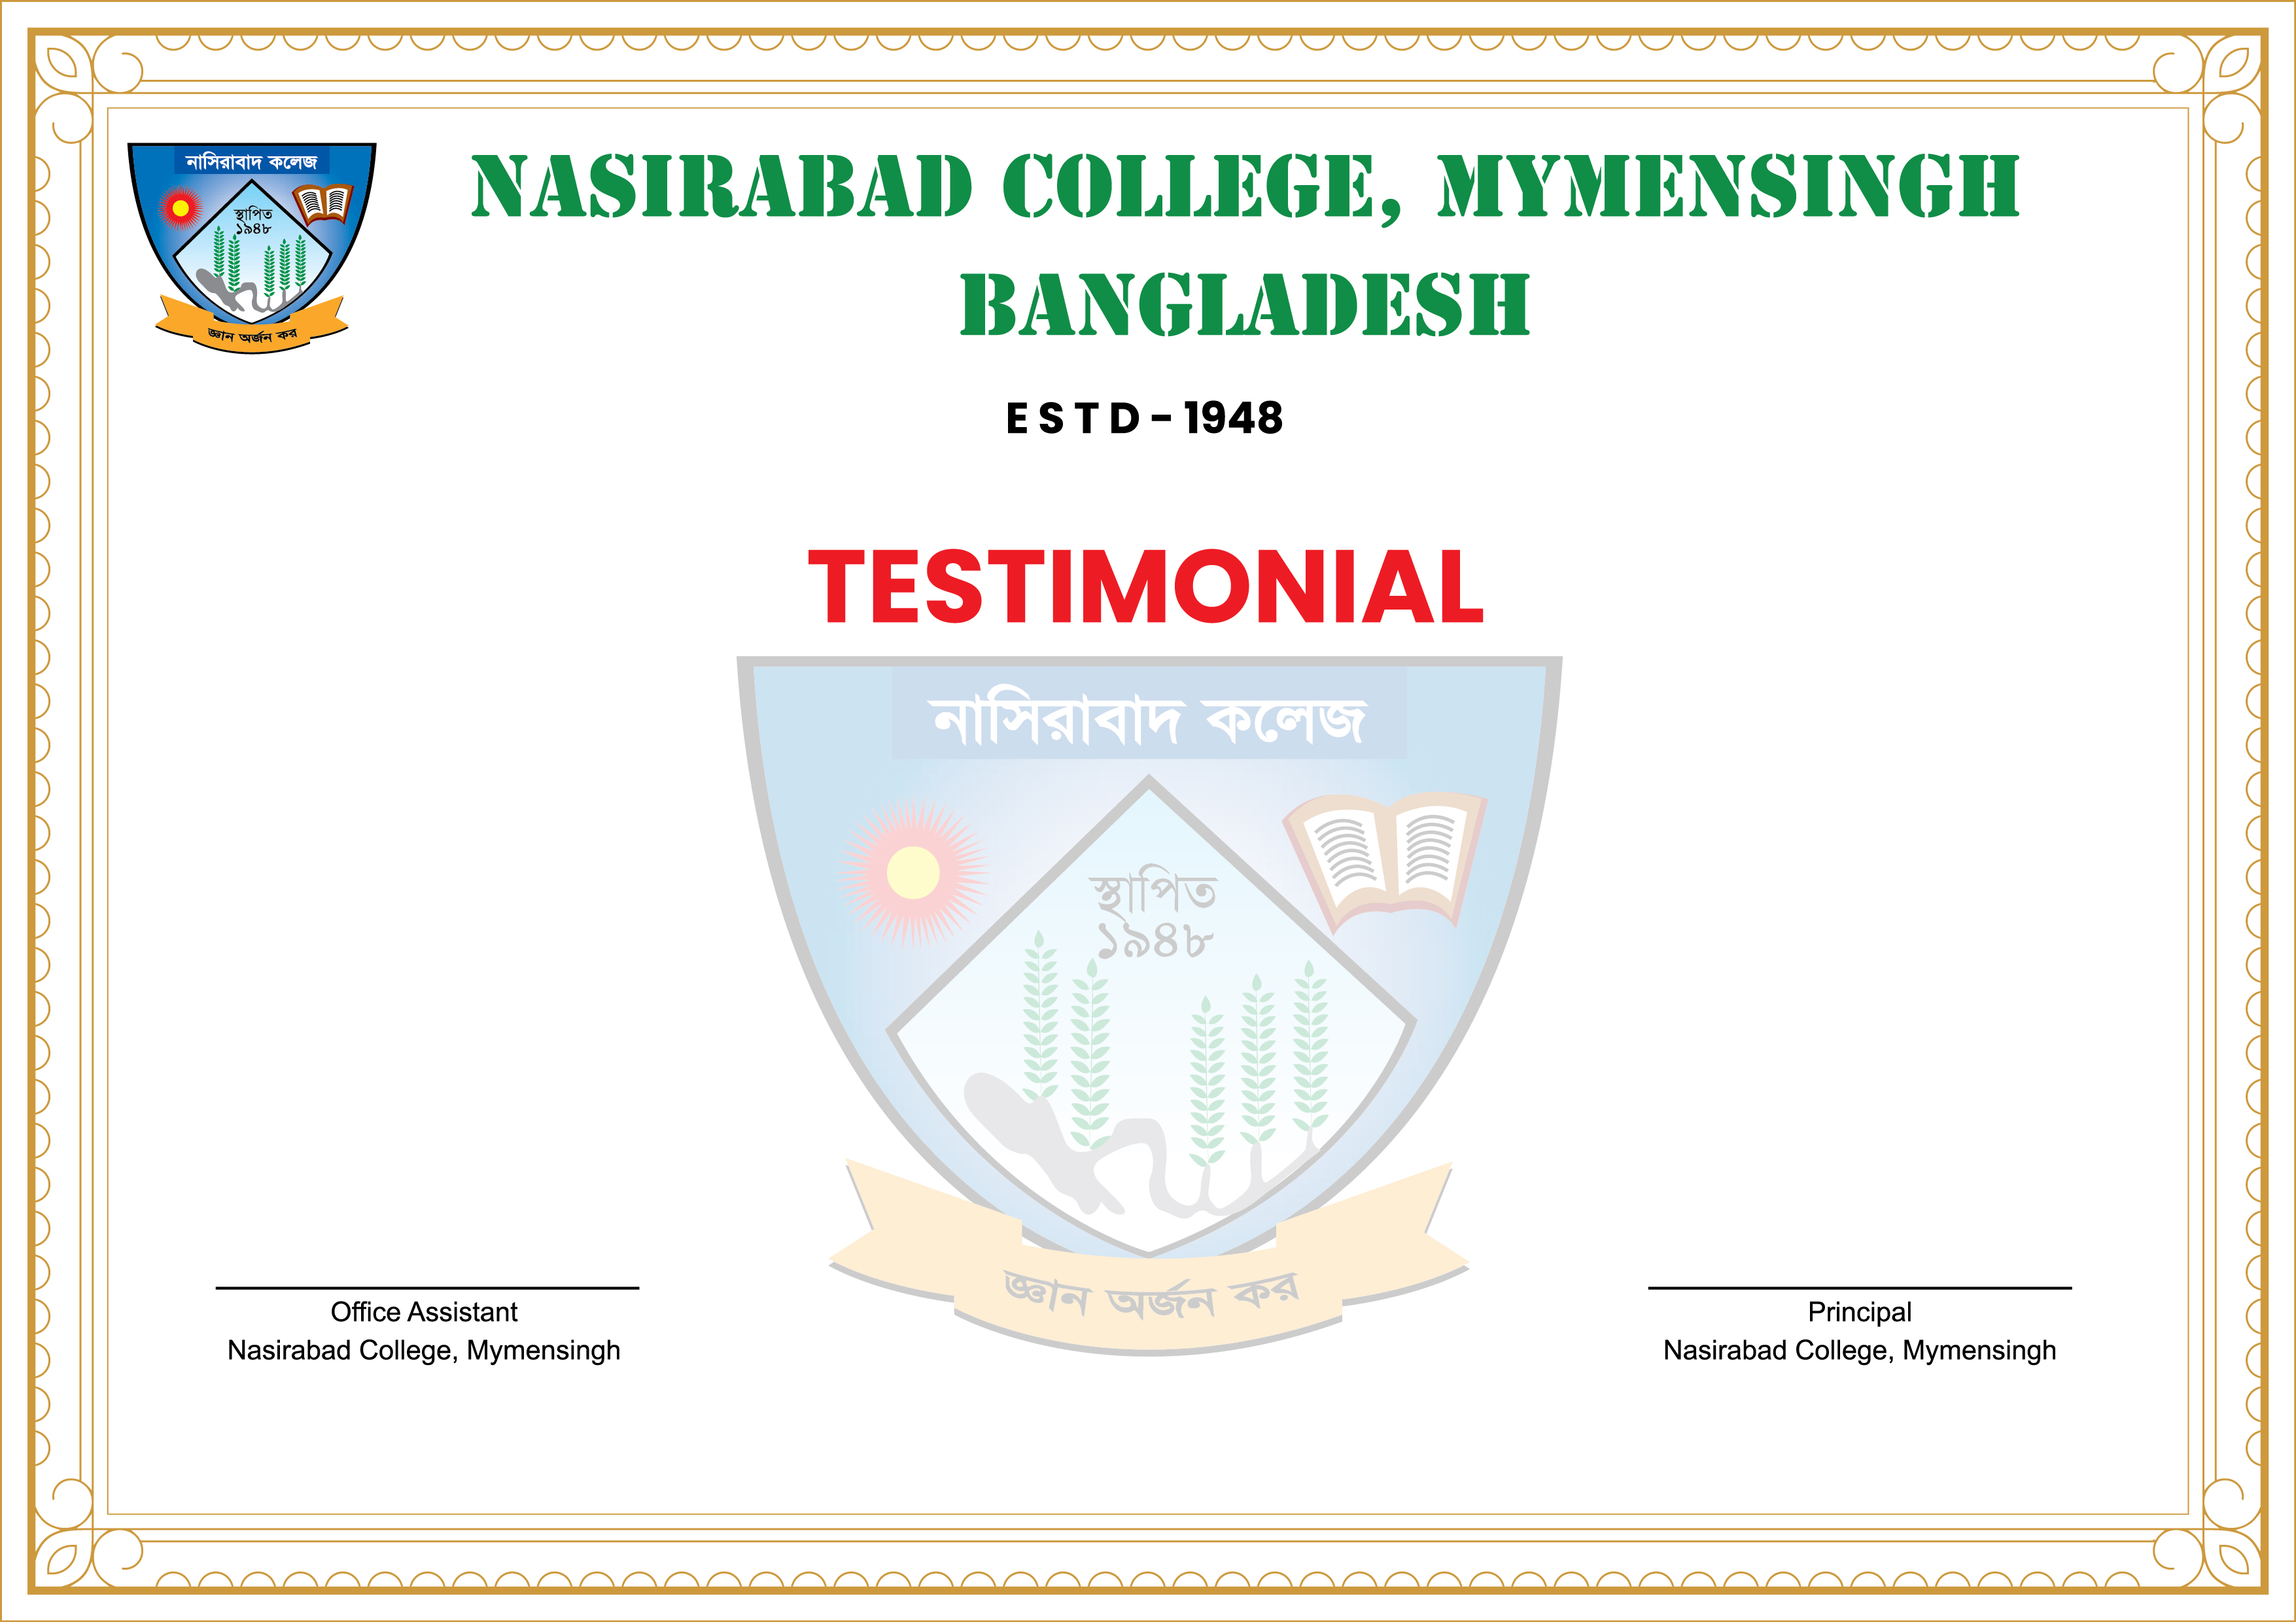 নাসিরাবাদ কলেজ
স্থাপিত
১৯৪৮
জ্ঞান অর্জন কর
NASIRABAD COLLEGE, MYMENSINGH
BANGLADESH
ESTD-1948
TESTIMONIAL
নাসিরাবাদ কলেজ
স্থাপিত
১৯৪৮
জ্ঞান অর্জন কর
Office Assistant
Nasirabad College, Mymensingh
Principal
Nasirabad College, Mymensingh